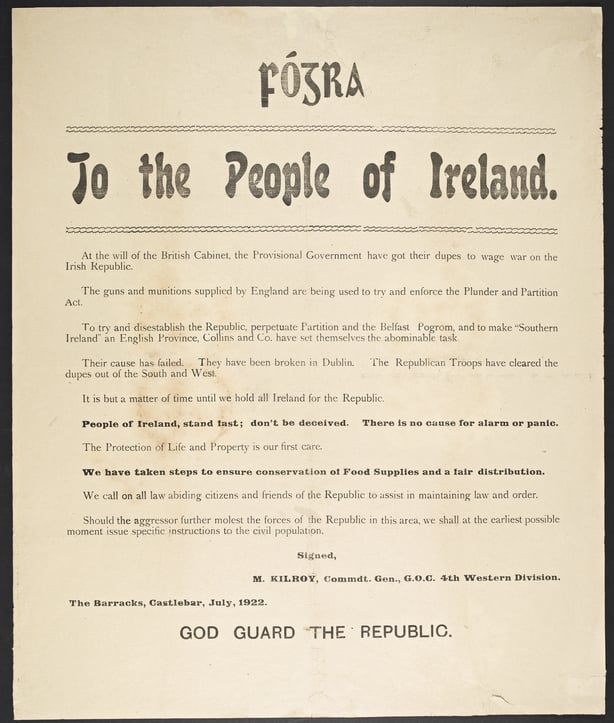 FÓGRA
To the People of Ireland.
At the will of the British Cabinet, the Provisional Government have got their dupes to wage war on the
Irish Republic.
The guns and munitions supplied by England are being used to try and enforce the Plunder and Partition
Act.
To try and disestablish the Republic, perpetuate Partition and the Belfast Pogrom, and to make "Southern
Ireland" an English Province, Collins and Co. have set themselves the abominable task.
Their cause has failed. They have been broken in Dublin. The Republican Troops have cleared the
dupes out of the South and West.
It is but a matter of time until we hold all Ireland for the Republic.
People of Ireland, stand fast; don't be deceived. There is no cause for alarm or panic.
The Protection of Life and Property is our first care.
We have taken steps to ensure conservation of Food Supplies and a fair distribution.
We call on all law abiding citizens and friends of the Republic to assist in maintaining law and order.
Should the aggressor further molest the forces of the Republic in this area, we shall at the earliest possible
moment issue specific instructions to the civil population.
Signed,
M. KILROY, Commdt. Gen., G.O.C. 4th Western Division.
The Barracks, Castlebar, July, 1922.
GOD GUARD THE REPUBLIC.